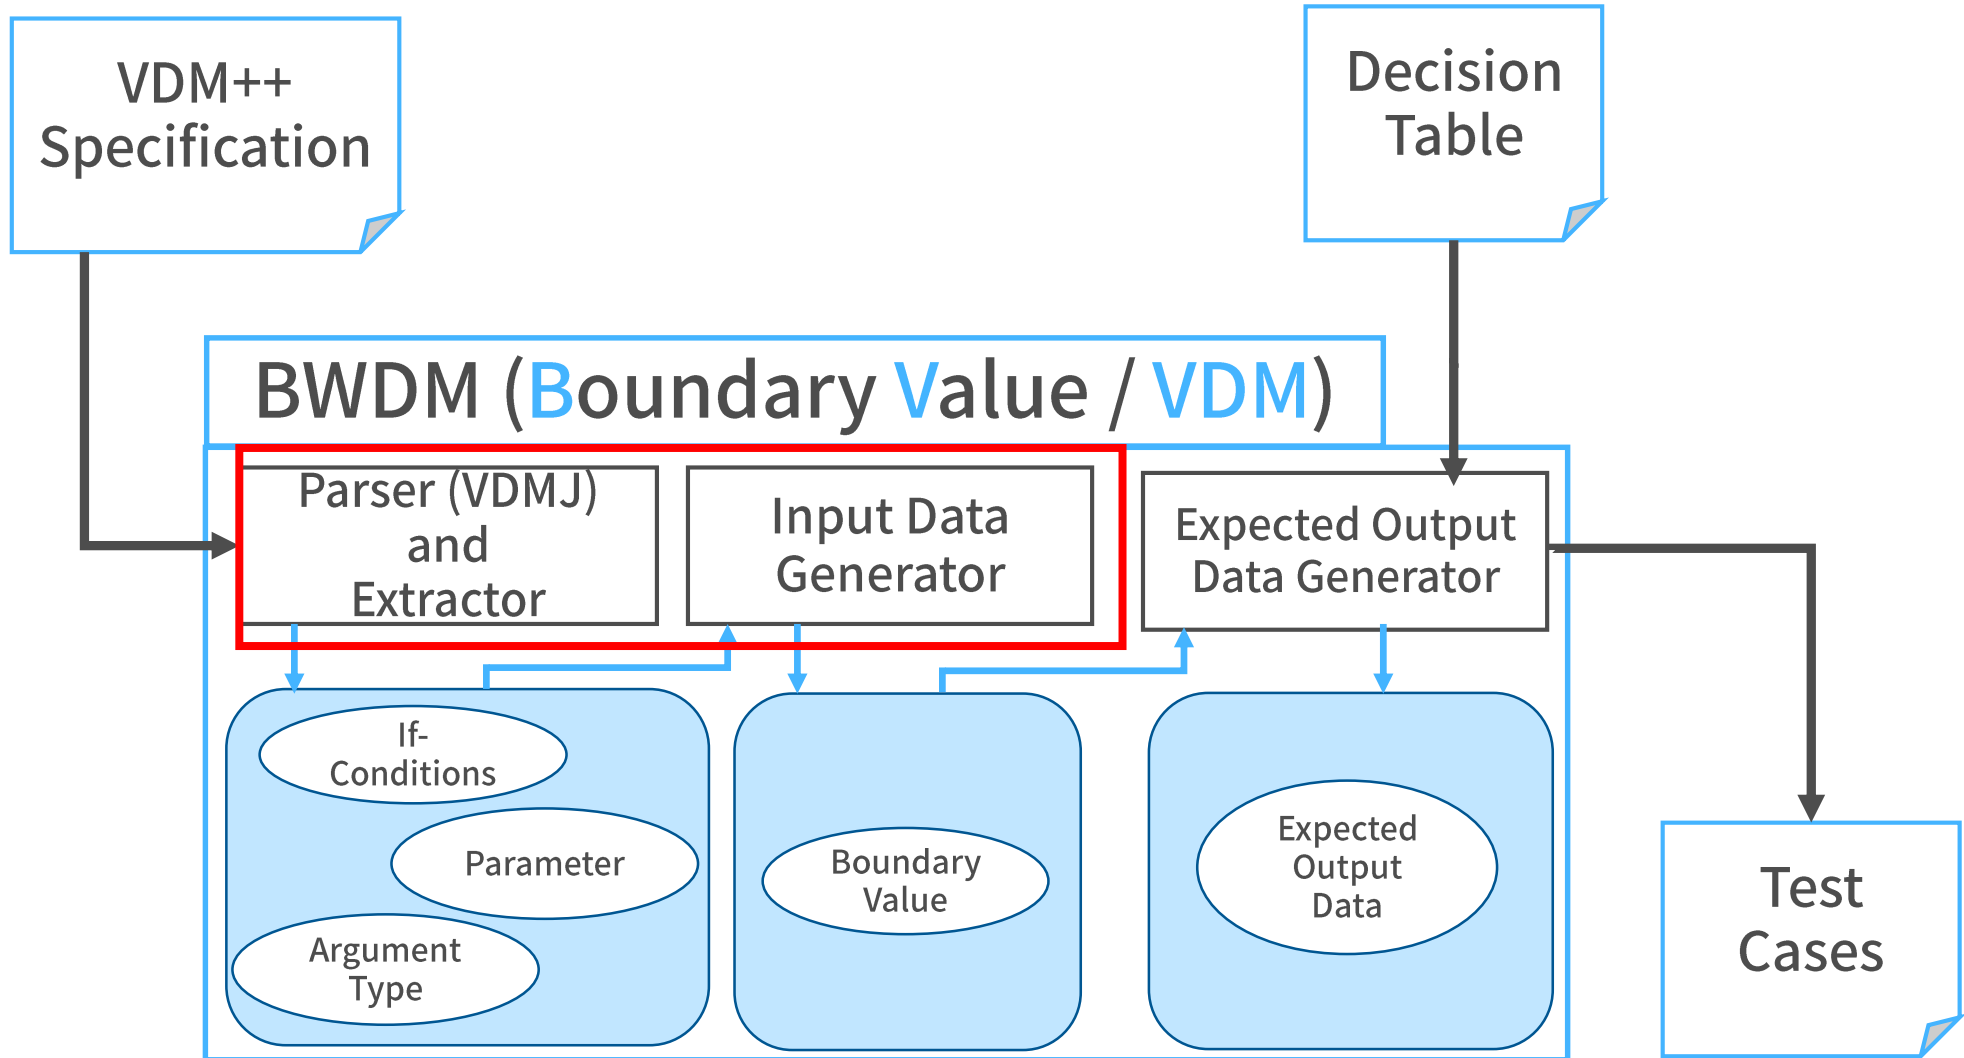 VDM++
Specification
Decision
Table
BWDM (Boundary Value / VDM)
Parser (VDMJ)
and
Extractor
Input Data
Generator
Expected Output
Data Generator
If-
Conditions
Parameter
Argument
Type
Boundary
Value
Expected
Output
Data
Test
Cases